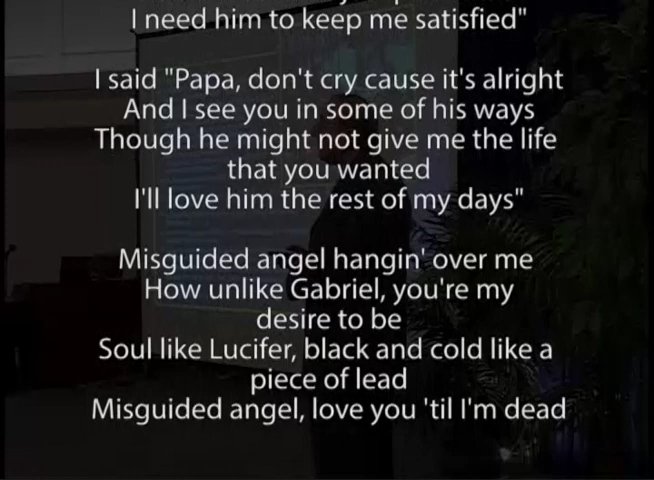 I need him to keep me satisfied"
I said "Papa, don't cry cause it's alright
And I see you in some of his ways
Though he might not give me the life
that you wanted
I'll love him the rest of my days"
Misguided angel hangin' over me
How unlike Gabriel, you're my
desire to be
Soul like Lucifer, black and cold like a
piece of lead
Misguided angel, love you 'til I'm dead